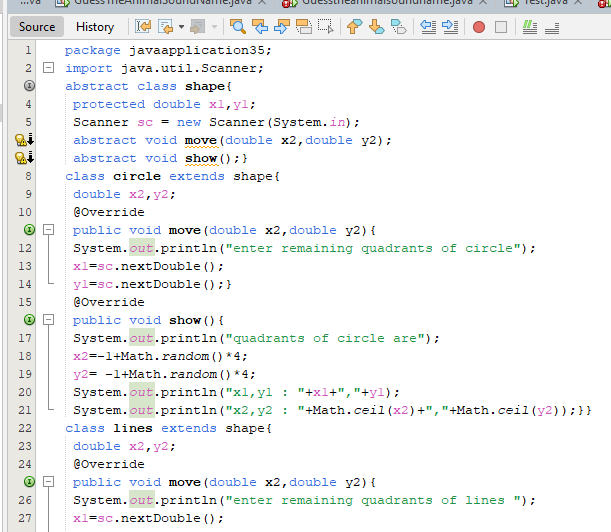 ...va GuessTheAnimalSoundName.java Guesstheanimalsoundname.java Test.java
Source History
1 package javaapplication35;
2 import java.util.Scanner;
abstract class shape{
4 protected double x1,y1;
5 Scanner sc = new Scanner(System.in);
abstract void move(double x2,double y2);
abstract void show();}
8 class circle extends shape{
9 double x2,y2;
10 @Override
public void move(double x2,double y2){
12 System.out.println("enter remaining quadrants of circle");
13 x1=sc.nextDouble();
14 y1=sc.nextDouble();}
15 @Override
public void show(){
17 System.out.println("quadrants of circle are");
18 x2=-1+Math.random()*4;
19 y2= -1+Math.random()*4;
20 System.out.println("x1,y1 : "+x1+","+y1);
21 System.out.println("x2,y2 : "+Math.ceil(x2)+","+Math.ceil(y2));}}
22 class lines extends shape{
23 double x2,y2;
24 @Override
public void move(double x2,double y2){
26 System.out.println("enter remaining quadrants of lines ");
27 x1=sc.nextDouble();